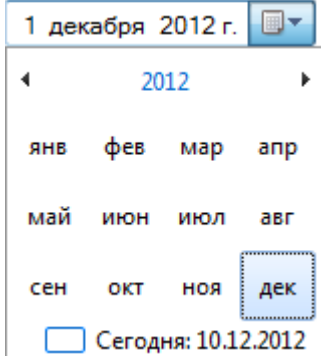 1 декабря 2012 г.
2012
янв фев мар апр
май июн июл авг
сен окт ноя дек
Сегодня: 10.12.2012